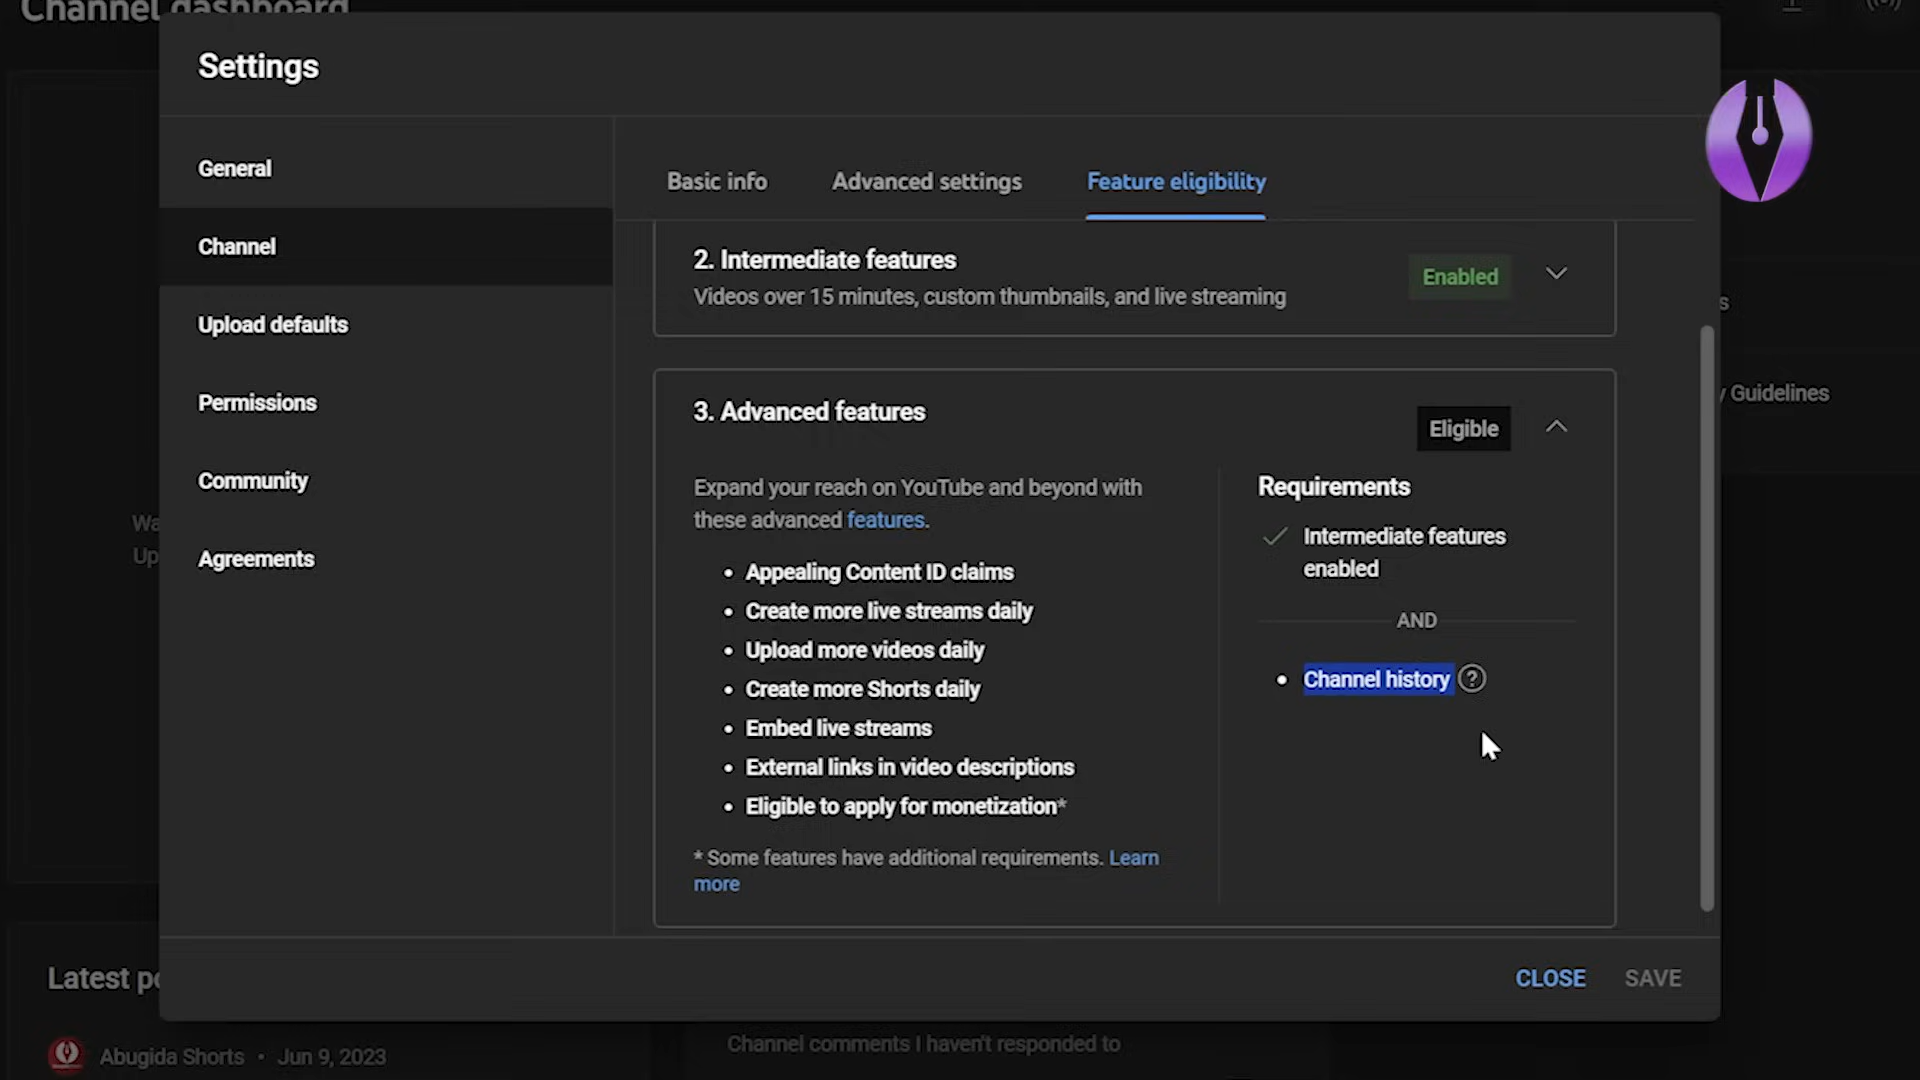 Channel dashboard
Settings
General
Channel
Upload defaults
Permissions
Community
Agreements
Basic info
Advanced settings
Feature eligibility
2. Intermediate features
Videos over 15 minutes, custom thumbnails, and live streaming
Enabled
3. Advanced features
Eligible
Expand your reach on YouTube and beyond with
these advanced features.
• Appealing Content ID claims
• Create more live streams daily
• Upload more videos daily
• Create more Shorts daily
• Embed live streams
• External links in video descriptions
• Eligible to apply for monetization*
* Some features have additional requirements. Learn
more
Requirements
Intermediate features
enabled
AND
• Channel history
CLOSE
SAVE
Guidelines
Latest
Abugida Shorts • Jun 9, 2023
Channel comments I haven't responded to